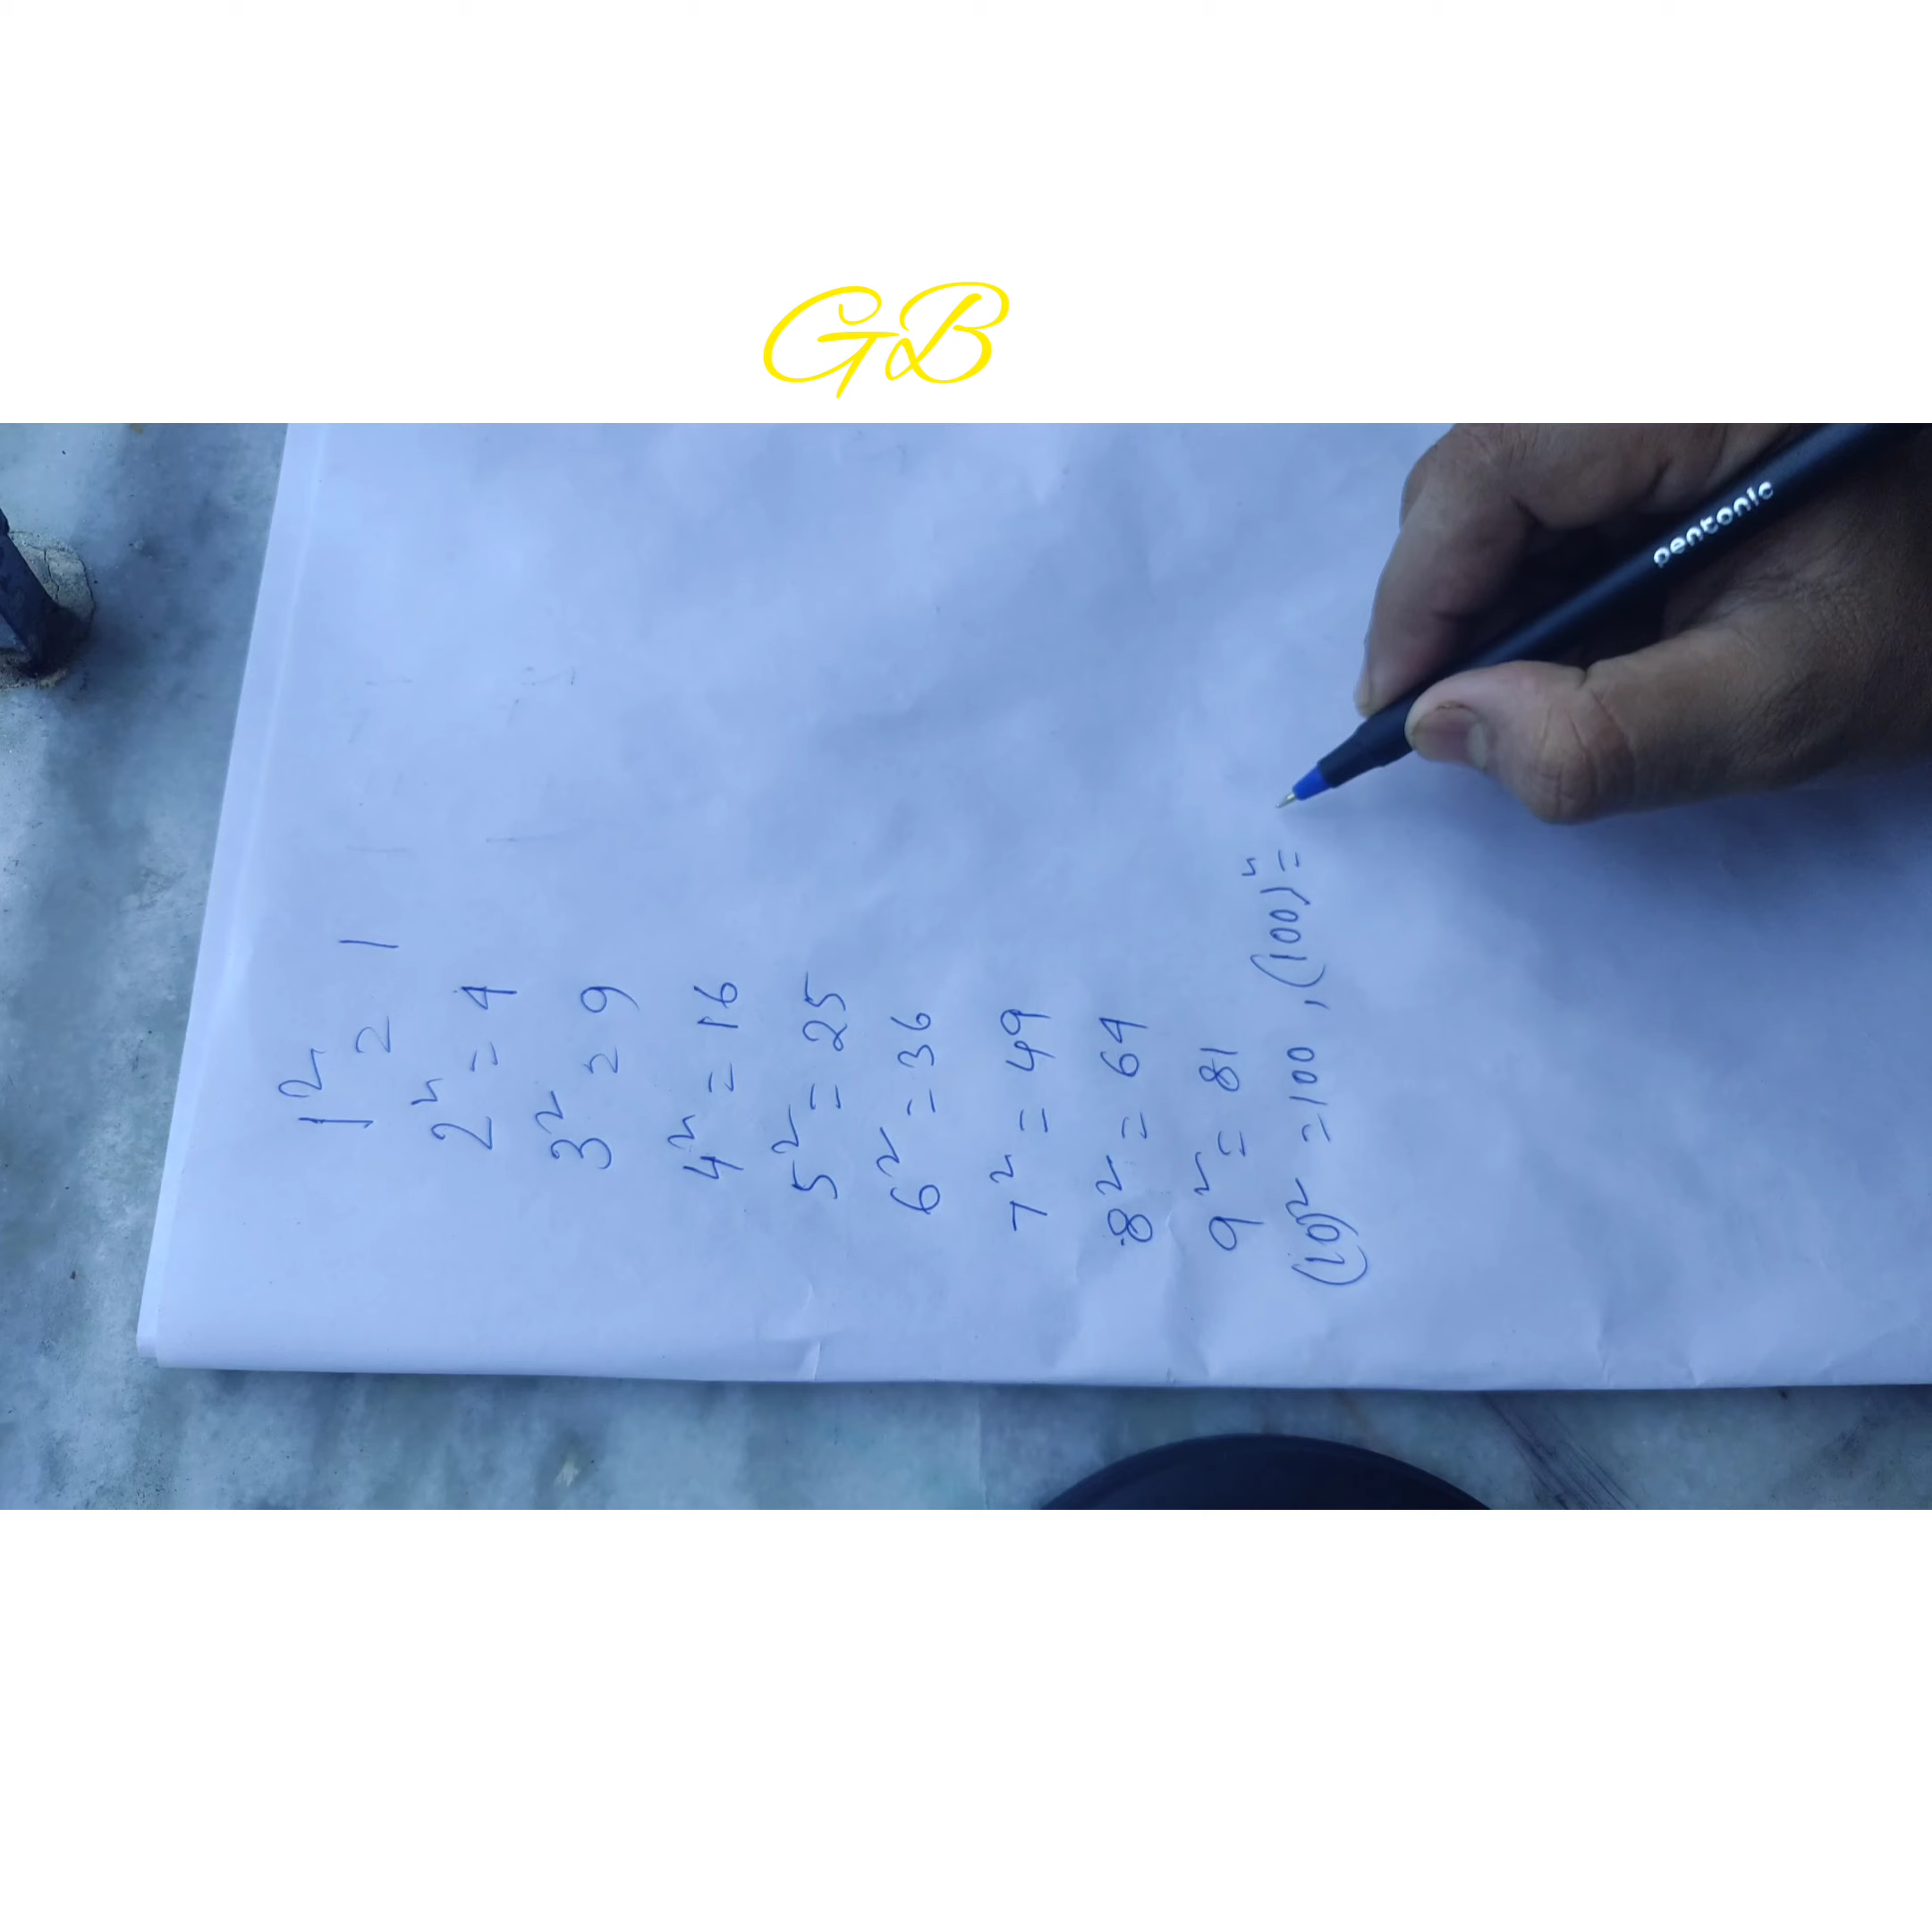 GB
pentonic
1² = 1
2² = 4
3² = 9
4² = 16
5² = 25
6² = 36
7² = 49
8² = 64
9² = 81
(10)² = 100 , (100)² =